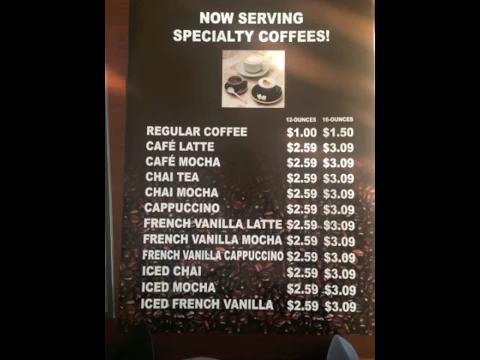 NOW SERVING
SPECIALTY COFFEES!
12-OUNCES 16-OUNCES
REGULAR COFFEE $1.00 $1.50
CAFÉ LATTE $2.59 $3.09
CAFÉ MOCHA $2.59 $3.09
CHAI TEA $2.59 $3.09
CHAI MOCHA $2.59 $3.09
CAPPUCCINO $2.59 $3.09
FRENCH VANILLA LATTE $2.59 $3.09
FRENCH VANILLA MOCHA $2.59 $3.09
FRENCH VANILLA CAPPUCCINO $2.59 $3.09
ICED CHAI $2.59 $3.09
ICED MOCHA $2.59 $3.09
ICED FRENCH VANILLA $2.59 $3.09